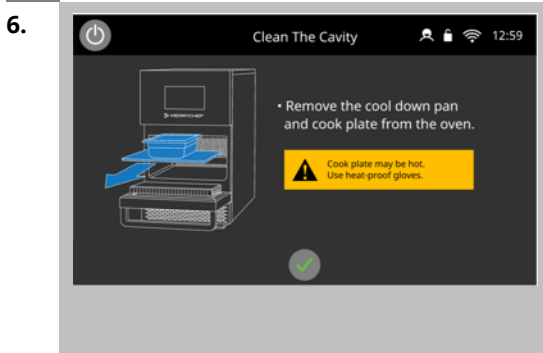 6.
Clean The Cavity
12:59
MERRYCHEF
• Remove the cool down pan
and cook plate from the oven.
Cook plate may be hot.
Use heat-proof gloves.